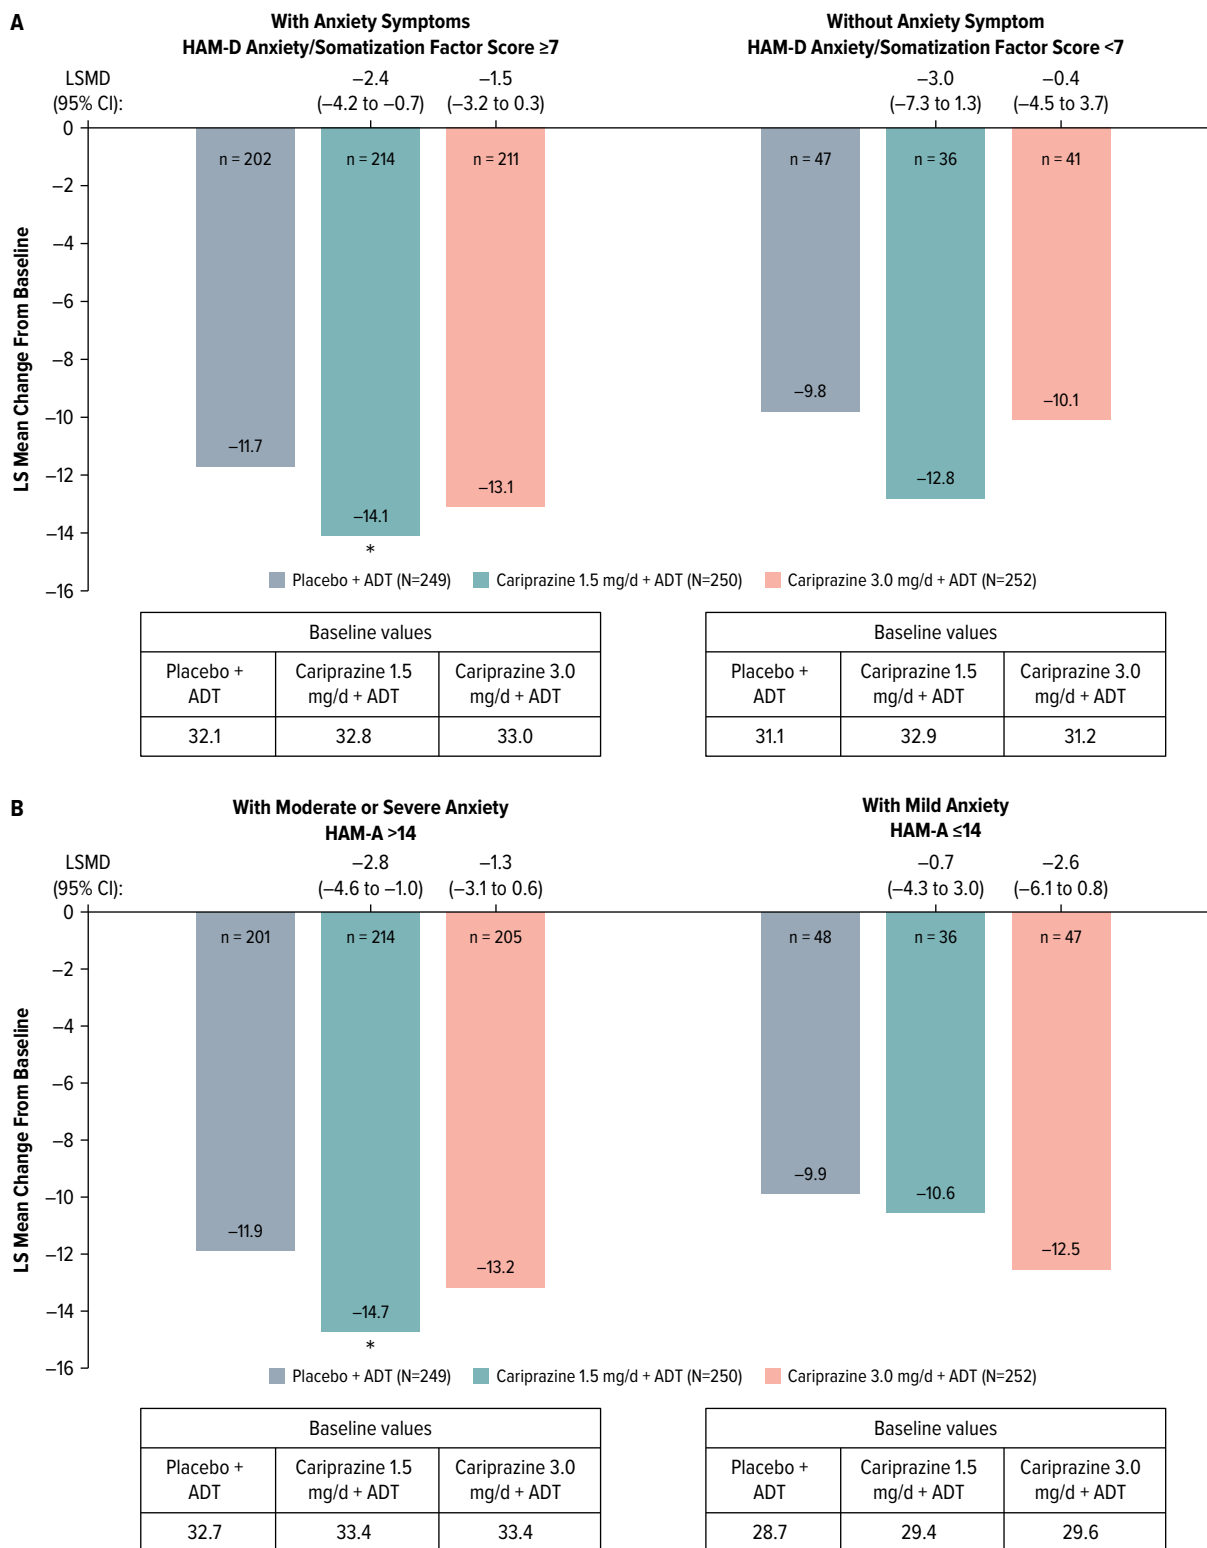 A
With Anxiety Symptoms
HAM-D Anxiety/Somatization Factor Score ≥7
Without Anxiety Symptom
HAM-D Anxiety/Somatization Factor Score <7
LSMD
(95% CI):
–2.4
(–4.2 to –0.7)
–1.5
(–3.2 to 0.3)
–3.0
(–7.3 to 1.3)
–0.4
(–4.5 to 3.7)
LS Mean Change From Baseline
0
–2
–4
–6
–8
–10
–12
–14
–16
n = 202
n = 214
n = 211
n = 47
n = 36
n = 41
–11.7
–14.1
*
–13.1
–9.8
–12.8
–10.1
Placebo + ADT (N=249)
Cariprazine 1.5 mg/d + ADT (N=250)
Cariprazine 3.0 mg/d + ADT (N=252)
Baseline values
Placebo +
ADT
Cariprazine 1.5
mg/d + ADT
Cariprazine 3.0
mg/d + ADT
32.1
32.8
33.0
Baseline values
Placebo +
ADT
Cariprazine 1.5
mg/d + ADT
Cariprazine 3.0
mg/d + ADT
31.1
32.9
31.2
B
With Moderate or Severe Anxiety
HAM-A >14
With Mild Anxiety
HAM-A ≤14
LSMD
(95% CI):
–2.8
(–4.6 to –1.0)
–1.3
(–3.1 to 0.6)
–0.7
(–4.3 to 3.0)
–2.6
(–6.1 to 0.8)
LS Mean Change From Baseline
0
–2
–4
–6
–8
–10
–12
–14
–16
n = 201
n = 214
n = 205
n = 48
n = 36
n = 47
–11.9
–14.7
*
–13.2
–9.9
–10.6
–12.5
Placebo + ADT (N=249)
Cariprazine 1.5 mg/d + ADT (N=250)
Cariprazine 3.0 mg/d + ADT (N=252)
Baseline values
Placebo +
ADT
Cariprazine 1.5
mg/d + ADT
Cariprazine 3.0
mg/d + ADT
32.7
33.4
33.4
Baseline values
Placebo +
ADT
Cariprazine 1.5
mg/d + ADT
Cariprazine 3.0
mg/d + ADT
28.7
29.4
29.6